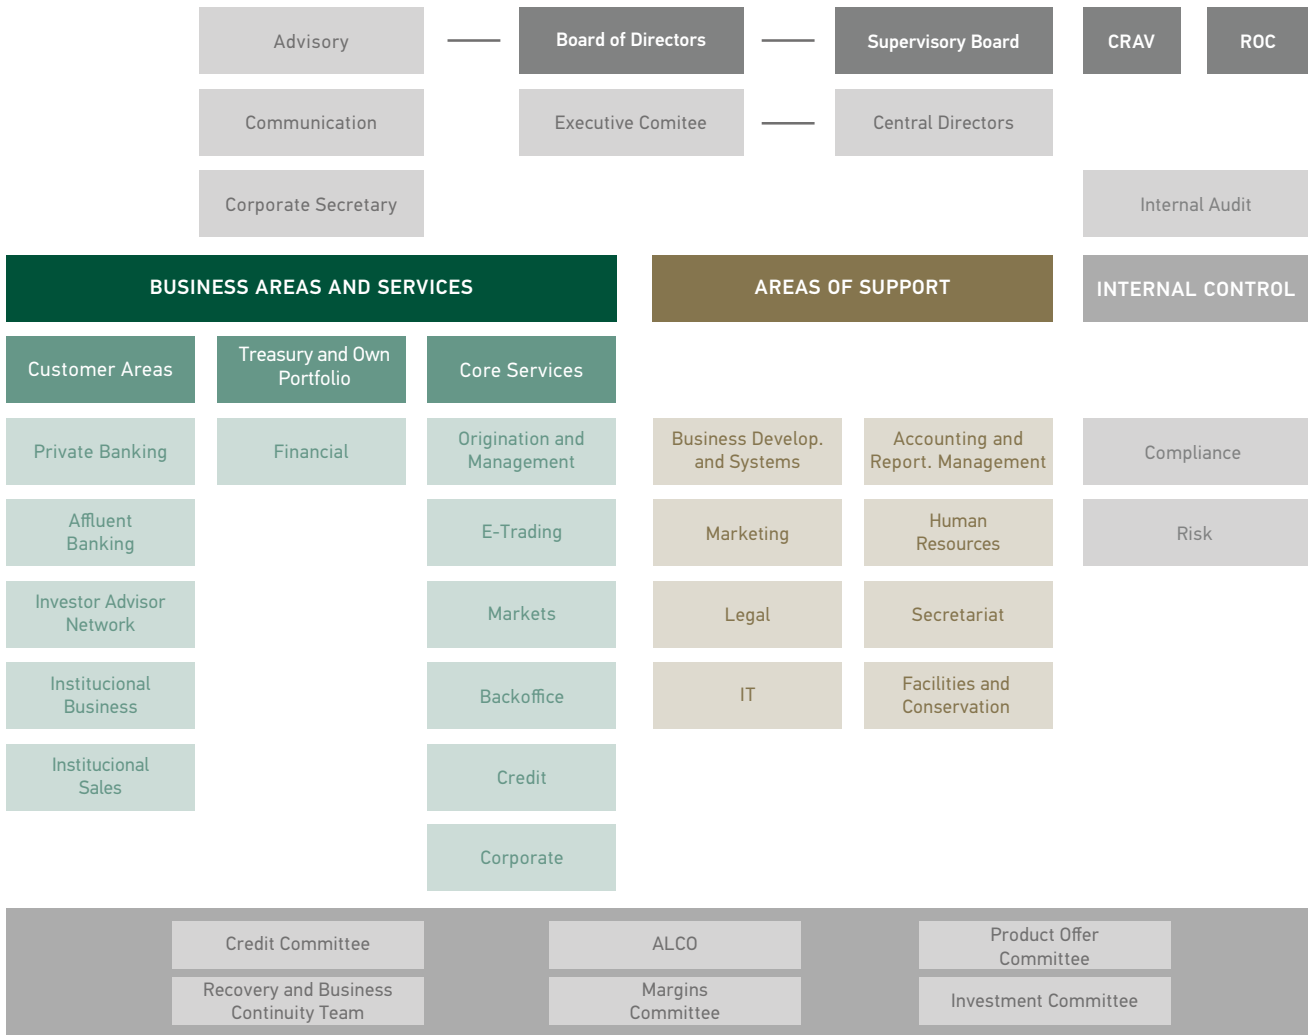 Advisory
Board of Directors
Supervisory Board
CRAV
ROC
Communication
Executive Comitee
Central Directors
Corporate Secretary
Internal Audit
BUSINESS AREAS AND SERVICES
AREAS OF SUPPORT
INTERNAL CONTROL
Customer Areas
Treasury and Own
Portfolio
Core Services
Private Banking
Financial
Origination and
Management
Business Develop.
and Systems
Accounting and
Report. Management
Compliance
Affluent
Banking
E-Trading
Marketing
Human
Resources
Risk
Investor Advisor
Network
Markets
Legal
Secretariat
Institucional
Business
Backoffice
IT
Facilities and
Conservation
Institucional
Sales
Credit
Corporate
Credit Committee
ALCO
Product Offer
Committee
Recovery and Business
Continuity Team
Margins
Committee
Investment Committee